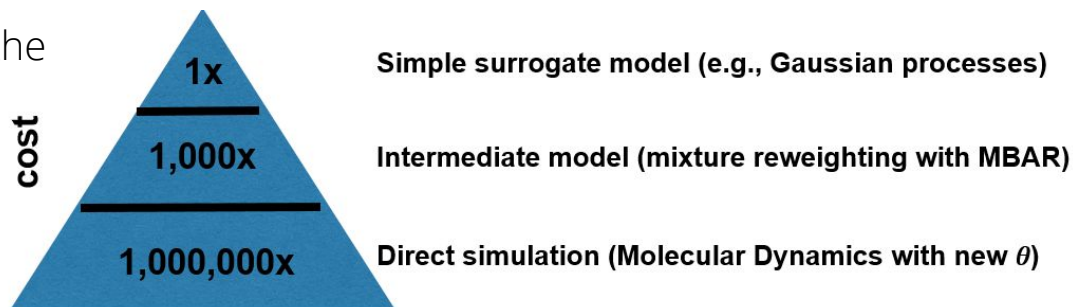 he
cost
1x
Simple surrogate model (e.g., Gaussian processes)
1,000x
Intermediate model (mixture reweighting with MBAR)
1,000,000x
Direct simulation (Molecular Dynamics with new θ)